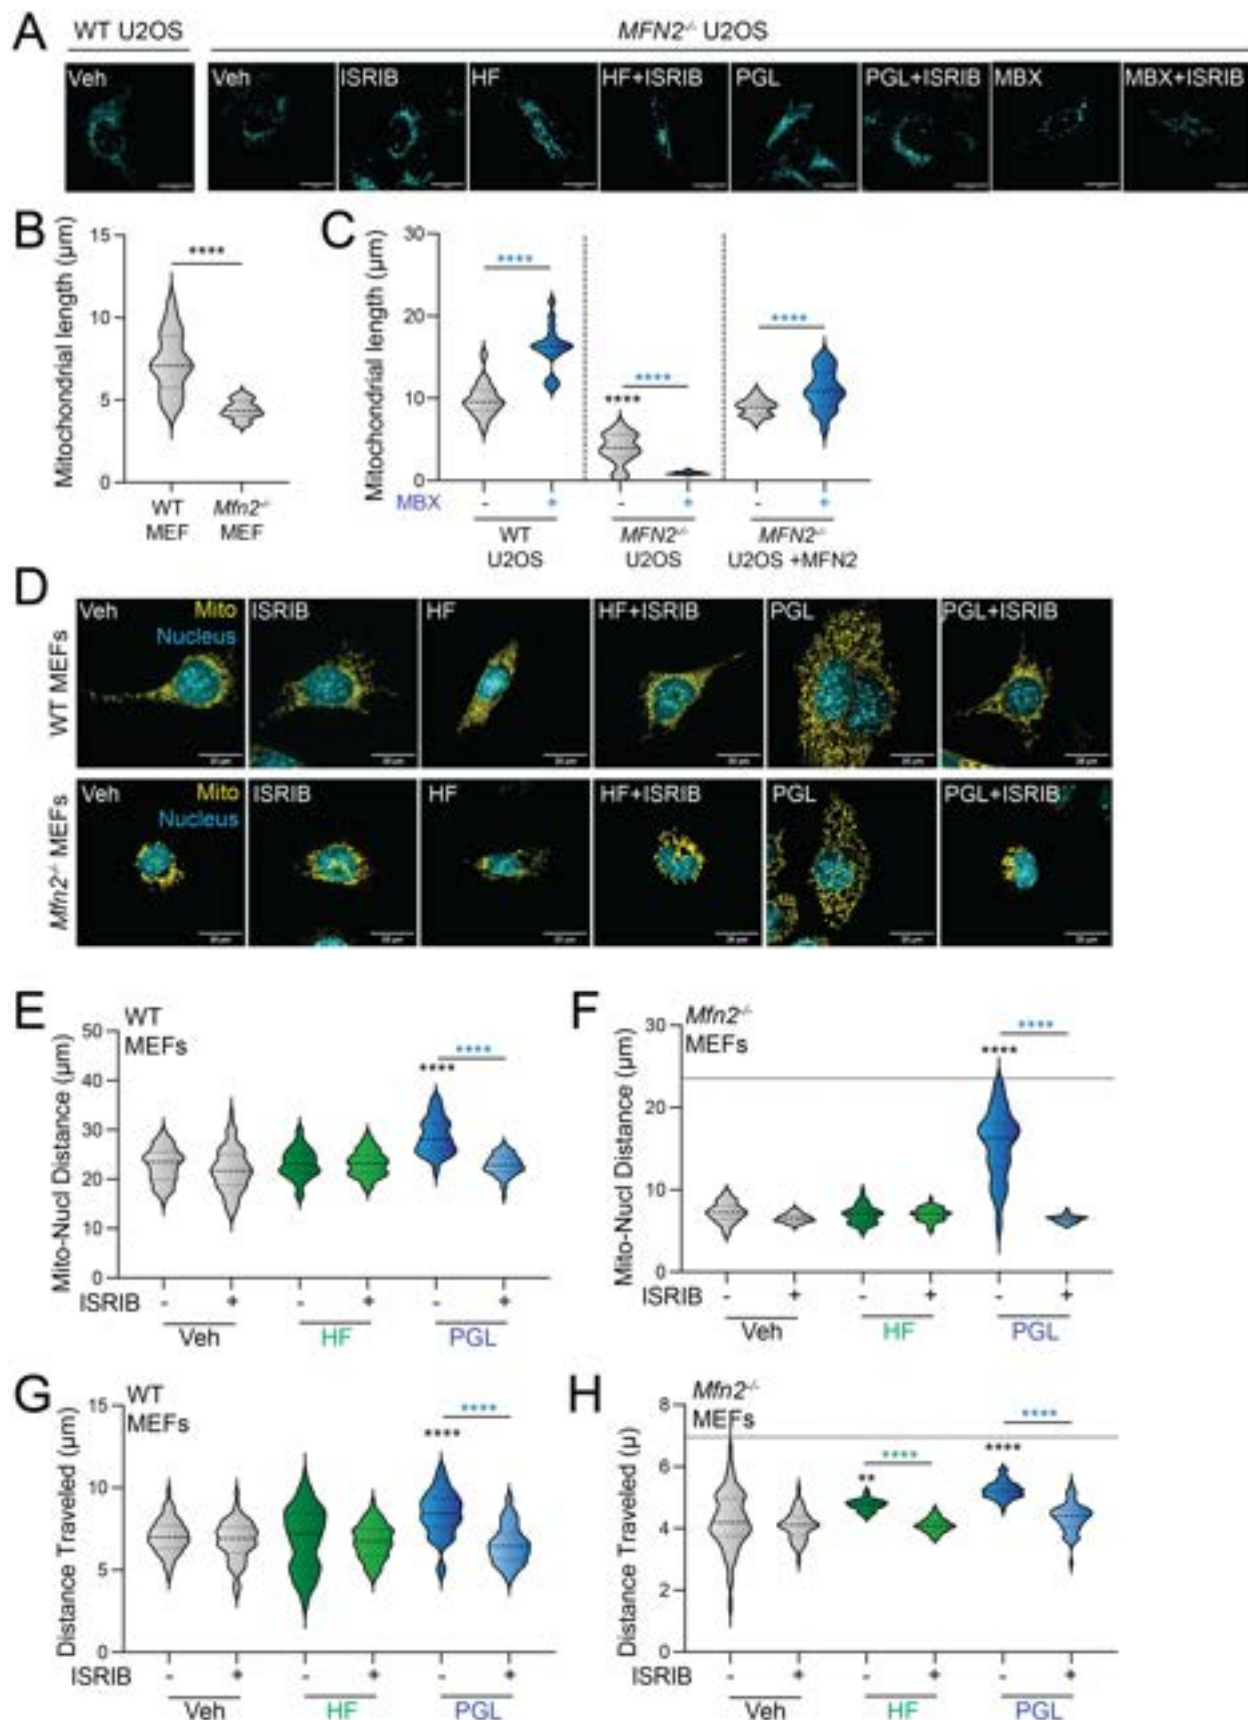 A
WT U2OS
MFN2-/- U2OS
Veh
Veh
ISRIB
HF
HF+ISRIB
PGL
PGL+ISRIB
MBX
MBX+ISRIB
B
Mitochondrial length (μm)
15
10
5
0
****
WT
MEF
Mfn2-/-
MEF
C
Mitochondrial length (μm)
30
20
10
0
****
****
****
****
MBX
- + - + - +
WT
U2OS
MFN2-/-
U2OS
MFN2-/-
U2OS +MFN2
D
WT MEFs
Veh
Mito
Nucleus
ISRIB
HF
HF+ISRIB
PGL
PGL+ISRIB
Mfn2-/- MEFs
Veh
Mito
Nucleus
ISRIB
HF
HF+ISRIB
PGL
PGL+ISRIB
E
WT
MEFs
Mito-Nucl Distance (μm)
50
40
30
20
10
0
****
****
ISRIB - + - + - +
Veh HF PGL
F
Mfn2-/-
MEFs
Mito-Nucl Distance (μm)
30
20
10
0
****
****
ISRIB - + - + - +
Veh HF PGL
G
WT
MEFs
Distance Traveled (μm)
15
10
5
0
****
****
ISRIB - + - + - +
Veh HF PGL
H
Mfn2-/-
MEFs
Distance Traveled (μ)
8
6
4
2
0
**
****
****
****
ISRIB - + - + - +
Veh HF PGL